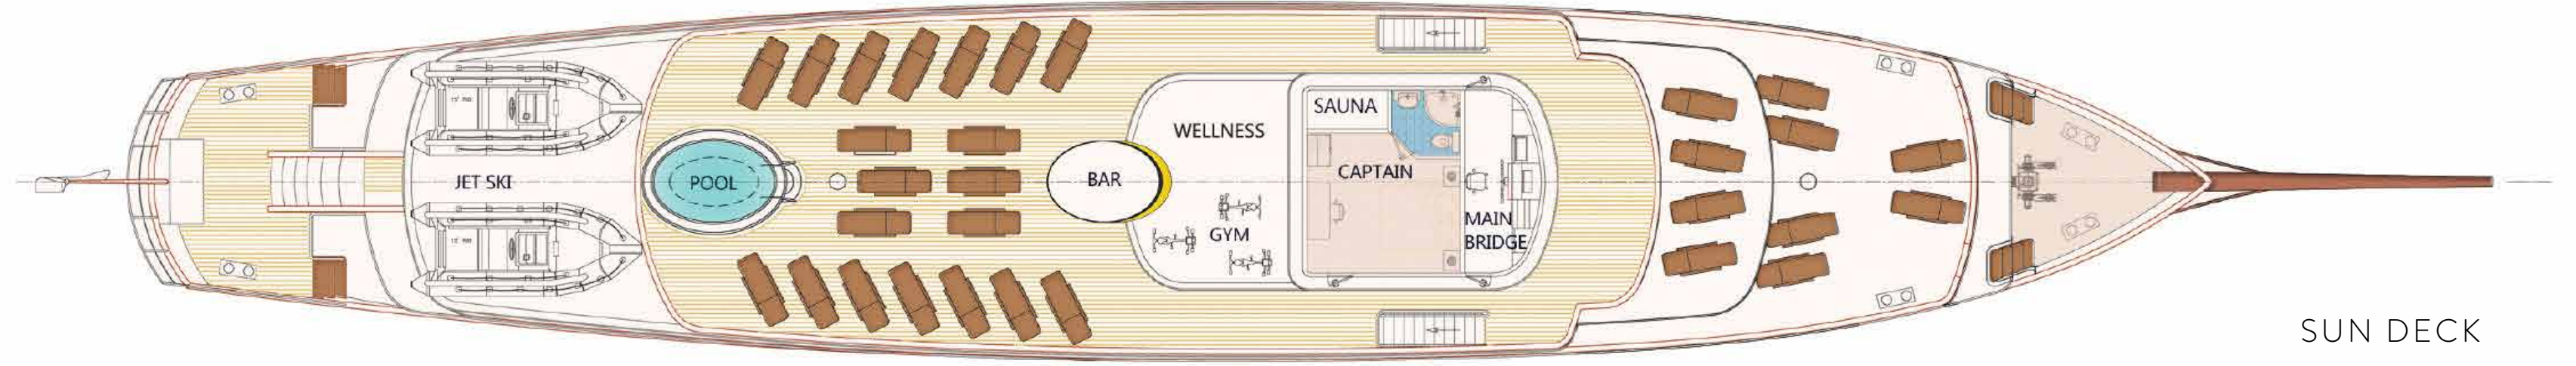 JET SKI
POOL
BAR
WELLNESS
GYM
SAUNA
CAPTAIN
MAIN
BRIDGE
SUN DECK